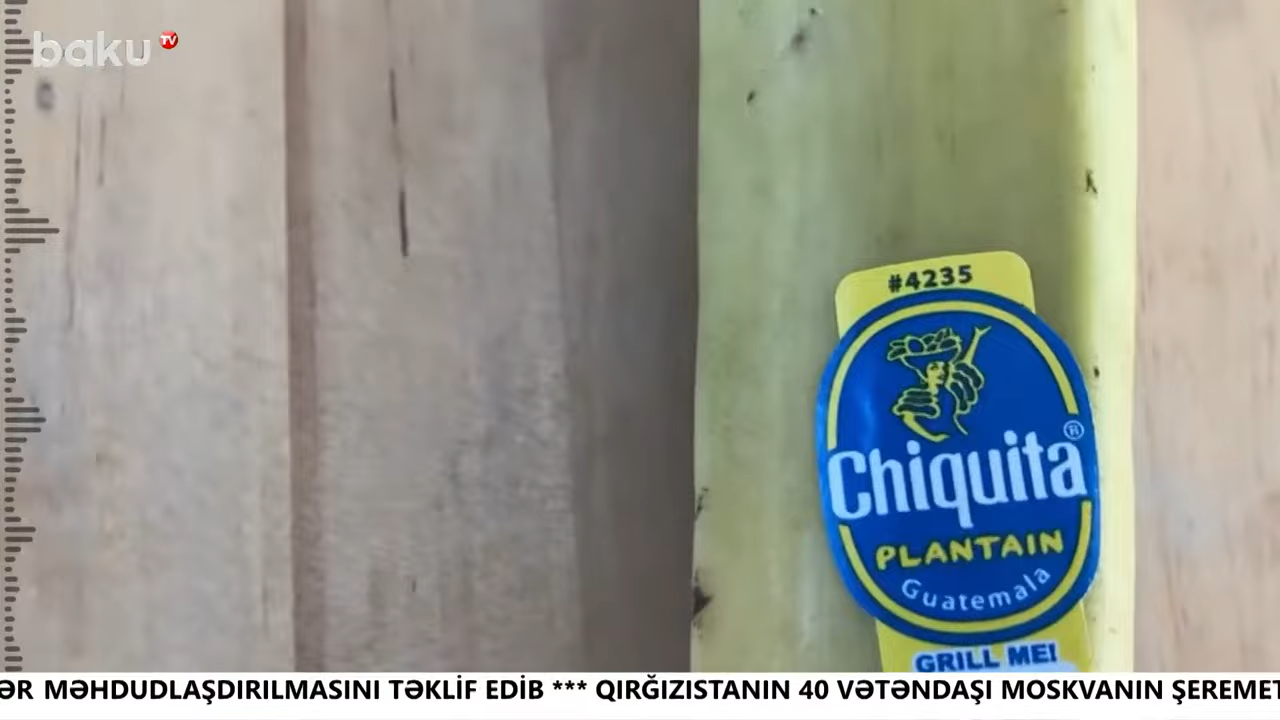 baku TV
#4235
Chiquita®
PLANTAIN
Guatemala
GRILL ME!
ƏR MƏHDUDLAŞDIRILMASINI TƏKLİF EDİB *** QIRĞIZISTANIN 40 VƏTƏNDAŞI MOSKVANIN ŞEREMET